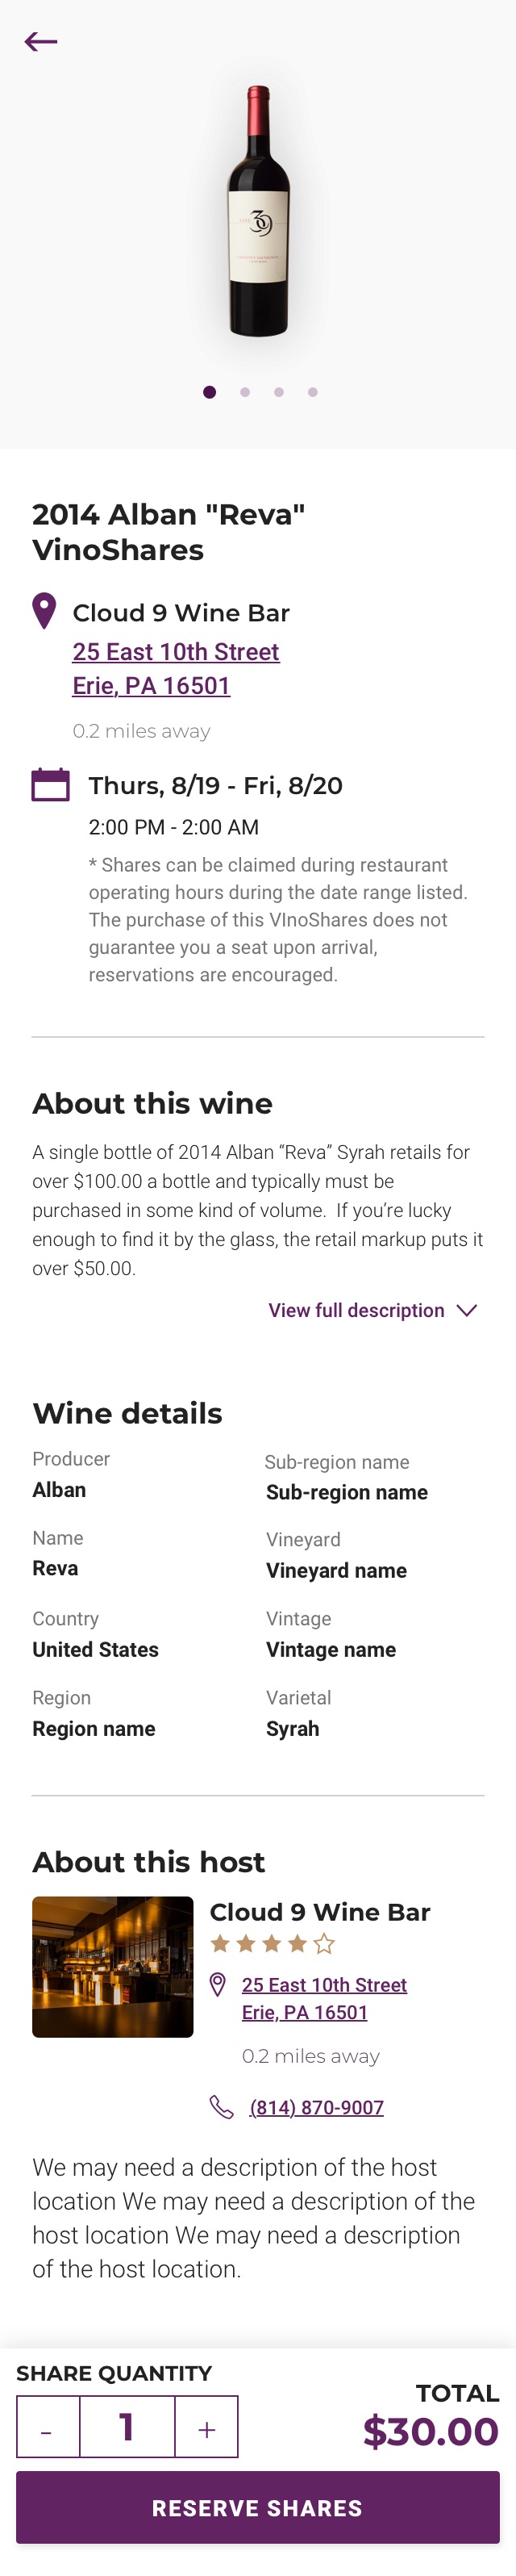 39
2014 Alban "Reva"
VinoShares
Cloud 9 Wine Bar
25 East 10th Street
Erie, PA 16501
0.2 miles away
Thurs, 8/19 - Fri, 8/20
2:00 PM - 2:00 AM
* Shares can be claimed during restaurant
operating hours during the date range listed.
The purchase of this VInoShares does not
guarantee you a seat upon arrival,
reservations are encouraged.
About this wine
A single bottle of 2014 Alban “Reva” Syrah retails for
over $100.00 a bottle and typically must be
purchased in some kind of volume.  If you’re lucky
enough to find it by the glass, the retail markup puts it
over $50.00.
View full description
Wine details
Producer
Alban
Sub-region name
Sub-region name
Name
Reva
Vineyard
Vineyard name
Country
United States
Vintage
Vintage name
Region
Region name
Varietal
Syrah
About this host
Cloud 9 Wine Bar
25 East 10th Street
Erie, PA 16501
0.2 miles away
(814) 870-9007
We may need a description of the host
location We may need a description of the
host location We may need a description
of the host location.
SHARE QUANTITY
- 1 +
TOTAL
$30.00
RESERVE SHARES